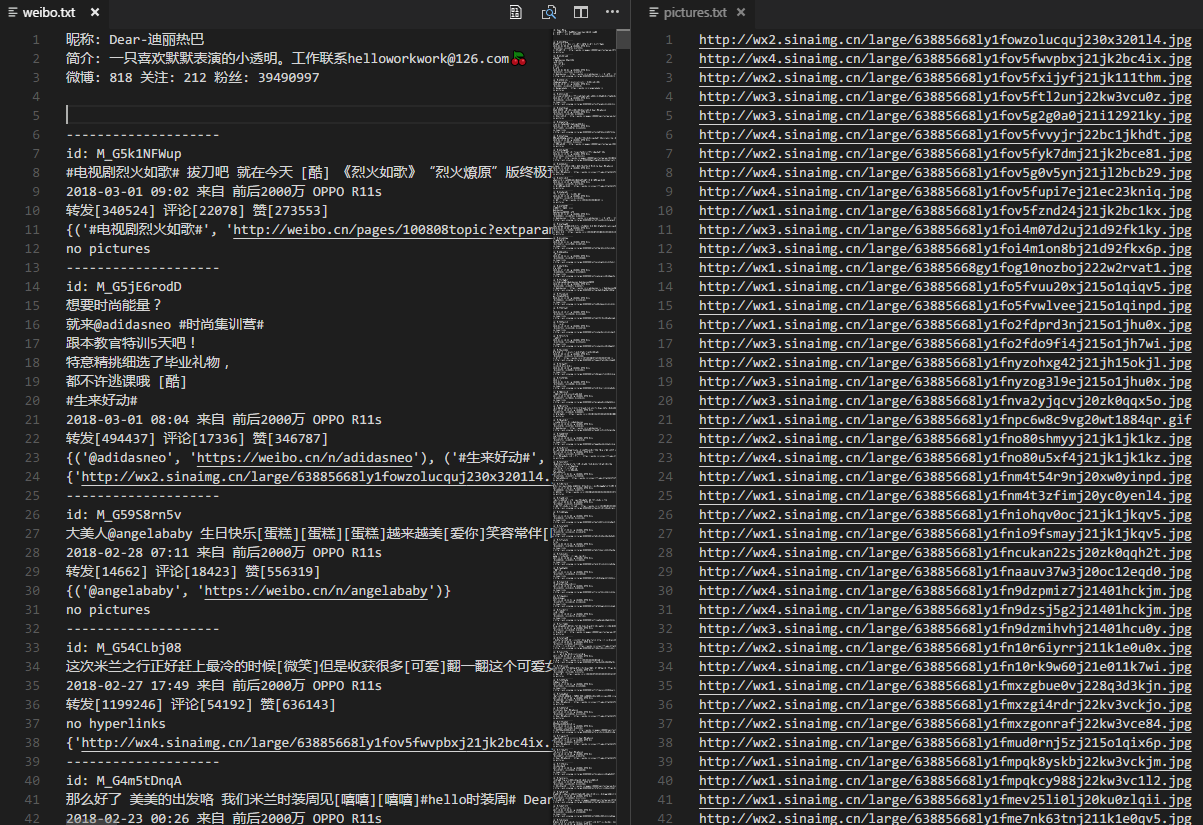 weibo.txt
1 昵称: Dear-迪丽热巴
2 简介: 一只喜欢默默表演的小透明。工作联系helloworkwork@126.com🍒
3 微博: 818 关注: 212 粉丝: 39490997
4
5
6 --------------------
7 id: M_G5k1NFWup
8 #电视剧烈火如歌# 拔刀吧 就在今天 [酷] 《烈火如歌》“烈火燎原”版终极
9 2018-03-01 09:02 来自 前后2000万 OPPO R11s
10 转发[340524] 评论[22078] 赞[273553]
11 {('#电视剧烈火如歌#', 'http://weibo.cn/pages/100808topic?extparam
12 no pictures
13 --------------------
14 id: M_G5jE6rodD
15 想要时尚能量？
16 就来@adidasneo #时尚集训营#
17 跟本教官特训5天吧！
18 特意精挑细选了毕业礼物，
19 都不许逃课哦 [酷]
20 #生来好动#
21 2018-03-01 08:04 来自 前后2000万 OPPO R11s
22 转发[494437] 评论[17336] 赞[346787]
23 {('@adidasneo', 'https://weibo.cn/n/adidasneo'), ('#生来好动#',
24 {'http://wx2.sinaimg.cn/large/63885668ly1fowzolucquj230x3201l4.
25 --------------------
26 id: M_G59S8rn5v
27 大美人@angelababy 生日快乐[蛋糕][蛋糕][蛋糕]越来越美[爱你]笑容常伴[
28 2018-02-28 07:11 来自 前后2000万 OPPO R11s
29 转发[14662] 评论[18423] 赞[556319]
30 {('@angelababy', 'https://weibo.cn/n/angelababy')}
31 no pictures
32 --------------------
33 id: M_G54CLbj08
34 这次米兰之行正好赶上最冷的时候[微笑]但是收获很多[可爱]翻一翻这个可爱
35 2018-02-27 17:49 来自 前后2000万 OPPO R11s
36 转发[1199246] 评论[54192] 赞[636143]
37 no hyperlinks
38 {'http://wx4.sinaimg.cn/large/63885668ly1fov5fwvpbxj21jk2bc4ix.
39 --------------------
40 id: M_G4m5tDnqA
41 那么好了 美美的出发咯 我们米兰时装周见[嘻嘻][嘻嘻]#hello时装周# Dear
42 2018-02-23 00:26 来自 前后2000万 OPPO R11s
pictures.txt
1 http://wx2.sinaimg.cn/large/63885668ly1fowzolucquj230x3201l4.jpg
2 http://wx4.sinaimg.cn/large/63885668ly1fov5fwvpbxj21jk2bc4ix.jpg
3 http://wx2.sinaimg.cn/large/63885668ly1fov5fxijyfj21jk111thm.jpg
4 http://wx3.sinaimg.cn/large/63885668ly1fov5ftl2unj22kw3vcu0z.jpg
5 http://wx3.sinaimg.cn/large/63885668ly1fov5g2g0a0j21i12921ky.jpg
6 http://wx4.sinaimg.cn/large/63885668ly1fov5fvvyjrj22bc1jkhdt.jpg
7 http://wx2.sinaimg.cn/large/63885668ly1fov5fyk7dmj21jk2bce81.jpg
8 http://wx4.sinaimg.cn/large/63885668ly1fov5g0v5ynj21jl2bcb29.jpg
9 http://wx4.sinaimg.cn/large/63885668ly1fov5fupi7ej21ec23kniq.jpg
10 http://wx1.sinaimg.cn/large/63885668ly1fov5fznd24j21jk2bc1kx.jpg
11 http://wx3.sinaimg.cn/large/63885668ly1foi4m07d2uj21d92fk1ky.jpg
12 http://wx3.sinaimg.cn/large/63885668ly1foi4m1on8bj21d92fkx6p.jpg
13 http://wx1.sinaimg.cn/large/63885668gy1fog10nozboj222w2rvat1.jpg
14 http://wx1.sinaimg.cn/large/63885668ly1fo5fvuu20xj215o1qiqv5.jpg
15 http://wx1.sinaimg.cn/large/63885668ly1fo5fvwlveej215o1qinpd.jpg
16 http://wx1.sinaimg.cn/large/63885668ly1fo2fdprd3nj215o1jhu0x.jpg
17 http://wx3.sinaimg.cn/large/63885668ly1fo2fdo9fi4j215o1jh7wi.jpg
18 http://wx2.sinaimg.cn/large/63885668ly1fnyzohxg42j21jh15okjl.jpg
19 http://wx3.sinaimg.cn/large/63885668ly1fnyzog3l9ej215o1jhu0x.jpg
20 http://wx3.sinaimg.cn/large/63885668ly1fnva2yjqcvj20zk0qqx5o.jpg
21 http://wx1.sinaimg.cn/large/63885668ly1fnpc6w8c9vg20wt1884qr.gif
22 http://wx2.sinaimg.cn/large/63885668ly1fno80shmyyj21jk1jk1kz.jpg
23 http://wx4.sinaimg.cn/large/63885668ly1fno80u5xf4j21jk1jk1kz.jpg
24 http://wx1.sinaimg.cn/large/63885668ly1fnm4t54r9nj20xw0yinpd.jpg
25 http://wx1.sinaimg.cn/large/63885668ly1fnm4t3zfimj20yc0yenl4.jpg
26 http://wx2.sinaimg.cn/large/63885668ly1fniohqv0ocj21jk1jkqv5.jpg
27 http://wx1.sinaimg.cn/large/63885668ly1fnio9fsmayj21jk1jkqv5.jpg
28 http://wx4.sinaimg.cn/large/63885668ly1fncukan22sj20zk0qqh2t.jpg
29 http://wx4.sinaimg.cn/large/63885668ly1fnaauv37w3j20oc12eqd0.jpg
30 http://wx4.sinaimg.cn/large/63885668ly1fn9dzpmiz7j21401hckjm.jpg
31 http://wx4.sinaimg.cn/large/63885668ly1fn9dzsj5g2j21401hckjm.jpg
32 http://wx3.sinaimg.cn/large/63885668ly1fn9dzmihvhj21401hcu0y.jpg
33 http://wx2.sinaimg.cn/large/63885668ly1fn10r6iyrrj211k1e0u0x.jpg
34 http://wx4.sinaimg.cn/large/63885668ly1fn10rk9w60j21e011k7wi.jpg
35 http://wx1.sinaimg.cn/large/63885668ly1fmxzgbue0vj228q3d3kjn.jpg
36 http://wx2.sinaimg.cn/large/63885668ly1fmxzgi4rdrj22kv3vckjo.jpg
37 http://wx2.sinaimg.cn/large/63885668ly1fmxzgonrafj22kw3vce84.jpg
38 http://wx2.sinaimg.cn/large/63885668ly1fmud0rnj5zj215o1qix6p.jpg
39 http://wx1.sinaimg.cn/large/63885668ly1fmpqk8yskbj22kw3vckjm.jpg
40 http://wx1.sinaimg.cn/large/63885668ly1fmpqkcy988j22kw3vc1l2.jpg
41 http://wx1.sinaimg.cn/large/63885668ly1fmev25li0lj20ku0zlqii.jpg
42 http://wx2.sinaimg.cn/large/63885668ly1fme7nk63tnj211k1e0qv5.jpg